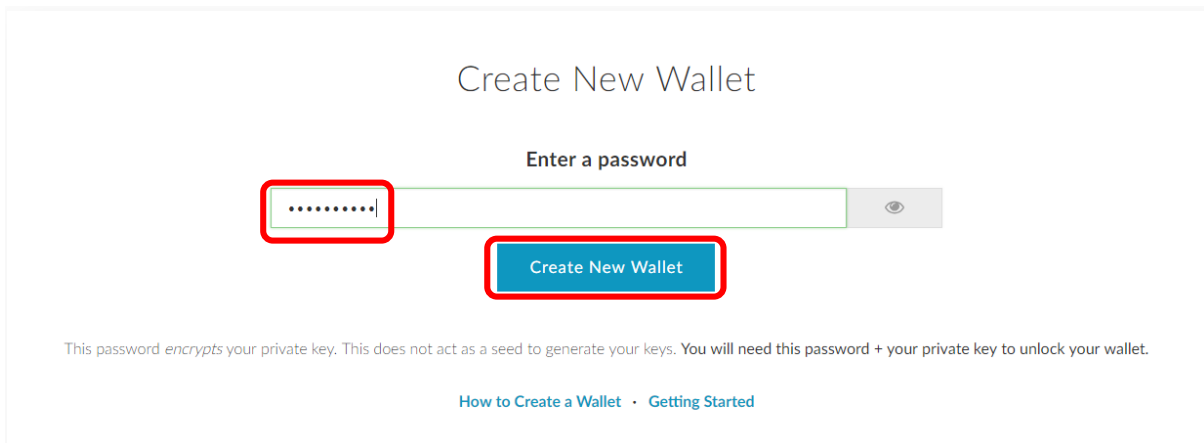 Create New Wallet
Enter a password
••••••••••
Create New Wallet
This password encrypts your private key. This does not act as a seed to generate your keys. You will need this password + your private key to unlock your wallet.
How to Create a Wallet · Getting Started